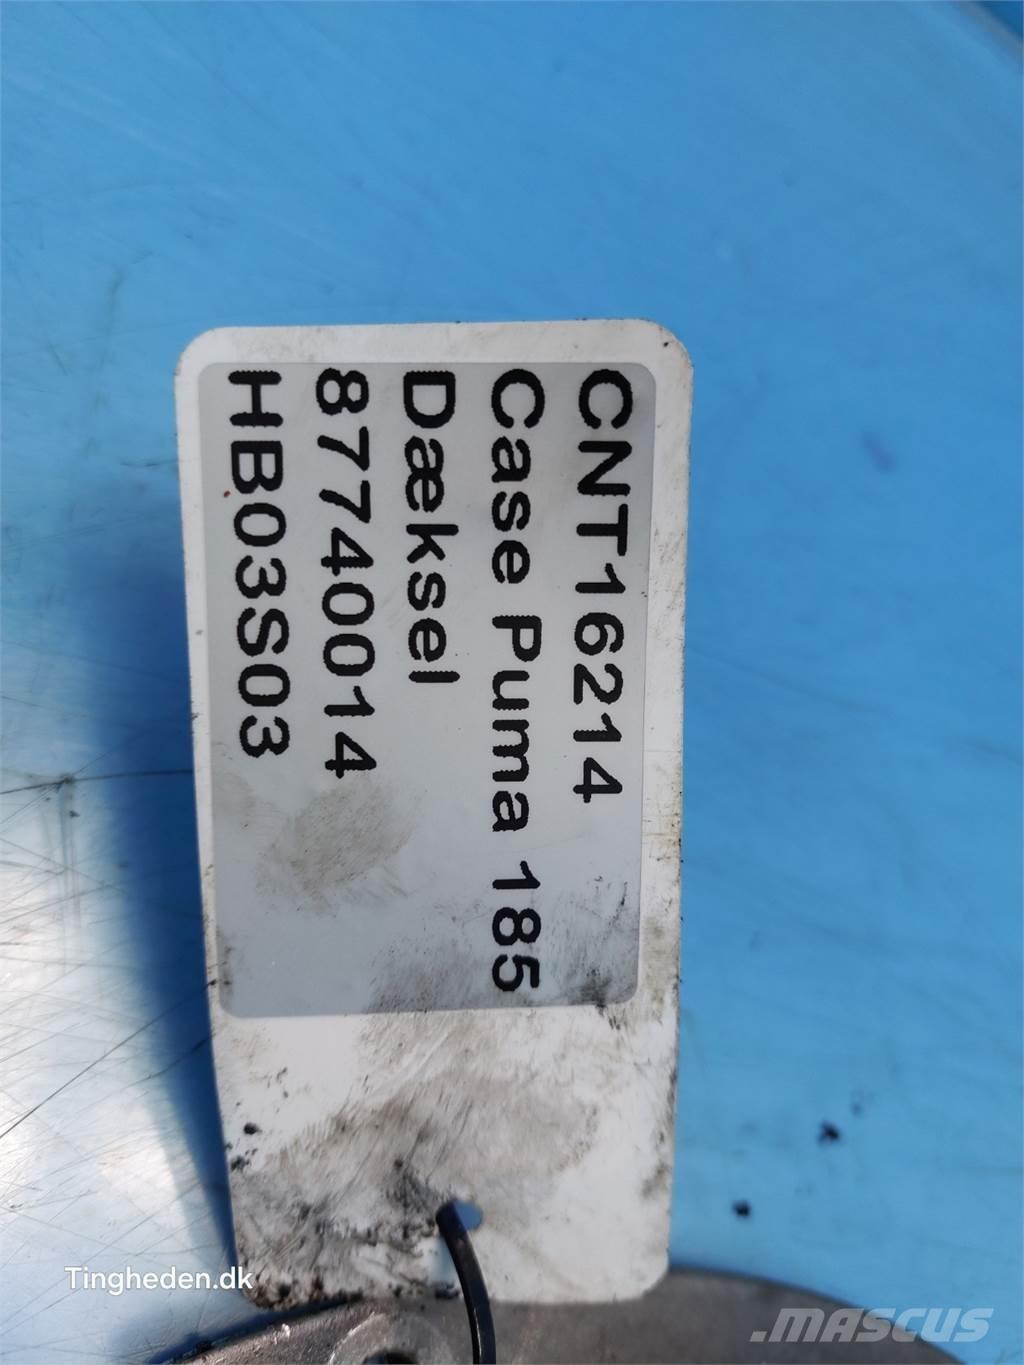 CNT16214
Case Puma 185
Dæksel
87740014
HB03S03
Tingheden.dk
MASCUS